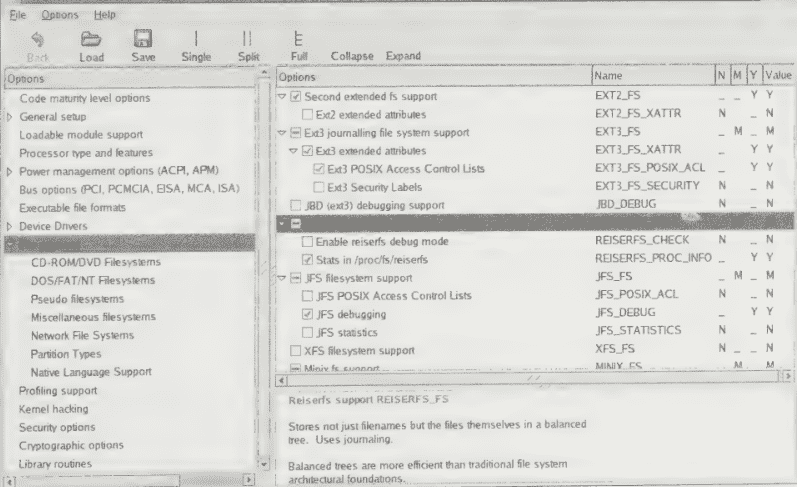 File Options Help
Back Load Save Single Split Full Collapse Expand
Options
Code maturity level options
General setup
Loadable module support
Processor type and features
Power management options (ACPI, APM)
Bus options (PCI, PCMCIA, EISA, MCA, ISA)
Executable file formats
Device Drivers
CD-ROM/DVD Filesystems
DOS/FAT/NT Filesystems
Pseudo filesystems
Miscellaneous filesystems
Network File Systems
Partition Types
Native Language Support
Profiling support
Kernel hacking
Security options
Cryptographic options
Library routines
Options Name N M Y Value
Second extended fs support EXT2_FS _ _ Y Y
Ext2 extended attributes EXT2_FS_XATTR N _ N
Ext3 journalling file system support EXT3_FS _ M _ M
Ext3 extended attributes EXT3_FS_XATTR _ Y Y
Ext3 POSIX Access Control Lists EXT3_FS_POSIX_ACL _ Y Y
Ext3 Security Labels EXT3_FS_SECURITY N _ N
JBD (ext3) debugging support JBD_DEBUG N _ N
Enable reiserfs debug mode REISERFS_CHECK N _ N
Stats in /proc/fs/reiserfs REISERFS_PROC_INFO _ Y Y
JFS filesystem support JFS_FS _ M _ M
JFS POSIX Access Control Lists JFS_POSIX_ACL N _ N
JFS debugging JFS_DEBUG _ Y Y
JFS statistics JFS_STATISTICS N _ N
XFS filesystem support XFS_FS N _ _ N
Minix fs support MINIX_FS M M
Reiserfs support REISERFS_FS
Stores not just filenames but the files themselves in a balanced
tree. Uses journaling.
Balanced trees are more efficient than traditional file system
architectural foundations.